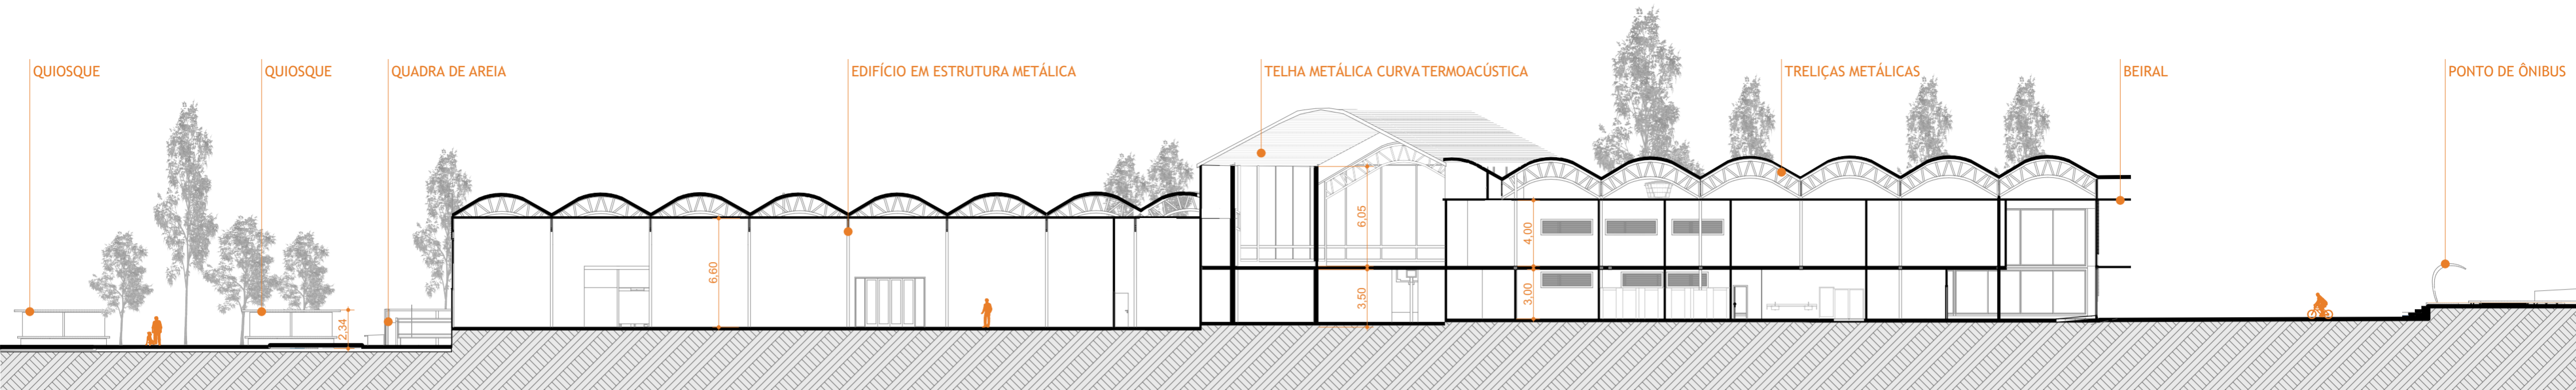 QUIOSQUE
QUIOSQUE
QUADRA DE AREIA
EDIFÍCIO EM ESTRUTURA METÁLICA
TELHA METÁLICA CURVA TERMOACÚSTICA
TRELIÇAS METÁLICAS
BEIRAL
PONTO DE ÔNIBUS
2,34
6,60
6,05
3,50
4,00
3,00